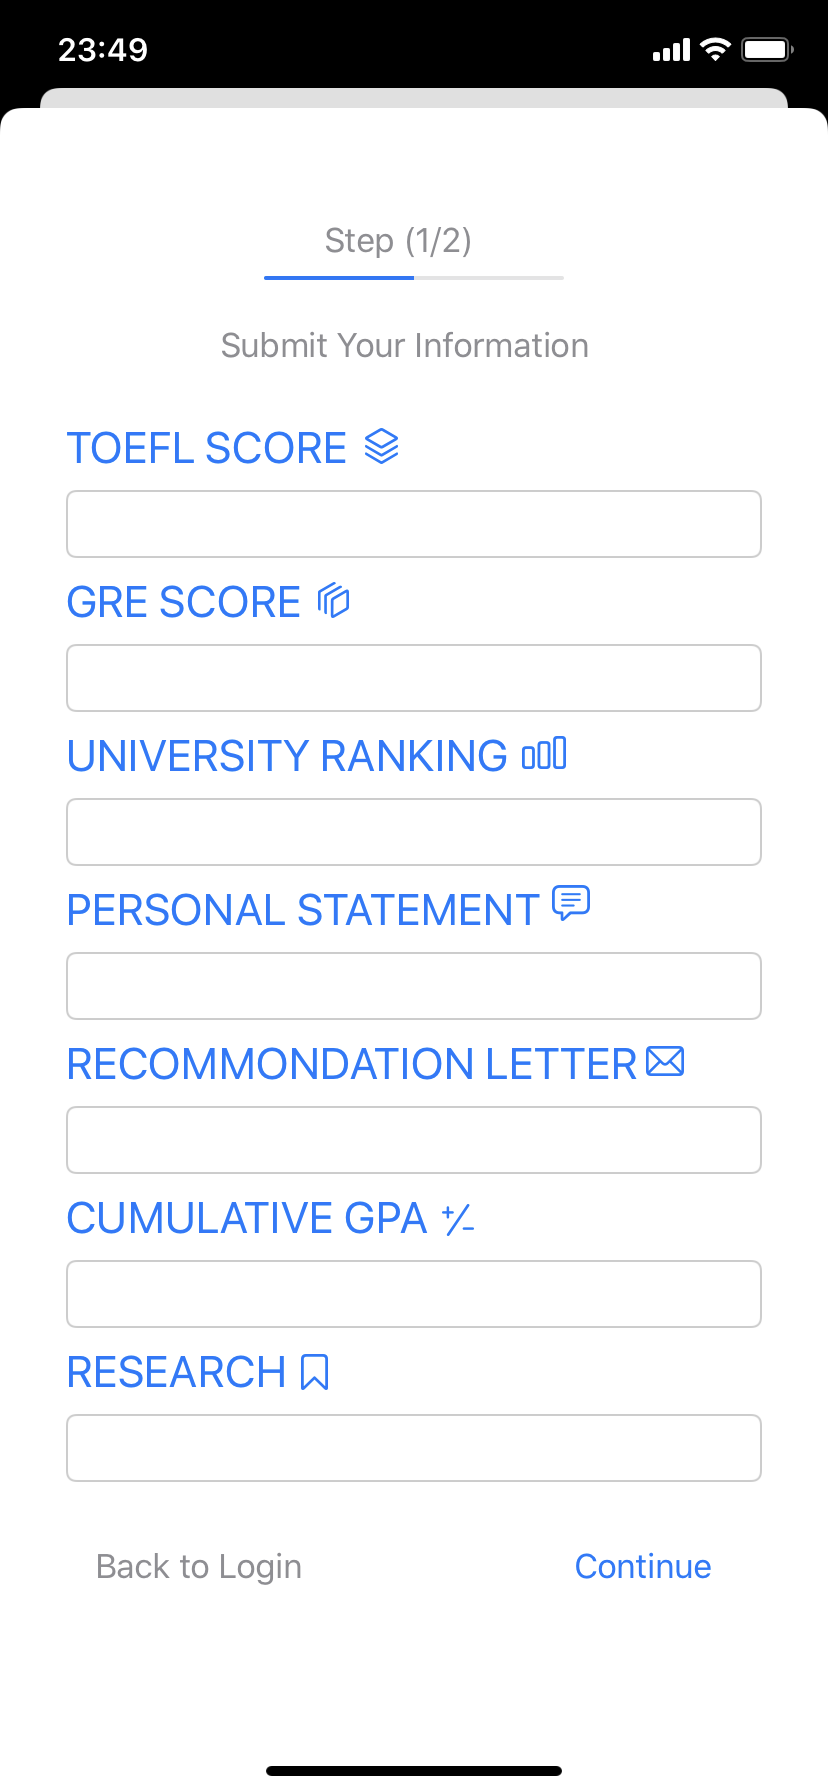 23:49
Step (1/2)
Submit Your Information
TOEFL SCORE
GRE SCORE
UNIVERSITY RANKING
PERSONAL STATEMENT
RECOMMONDATION LETTER
CUMULATIVE GPA
RESEARCH
Back to Login
Continue